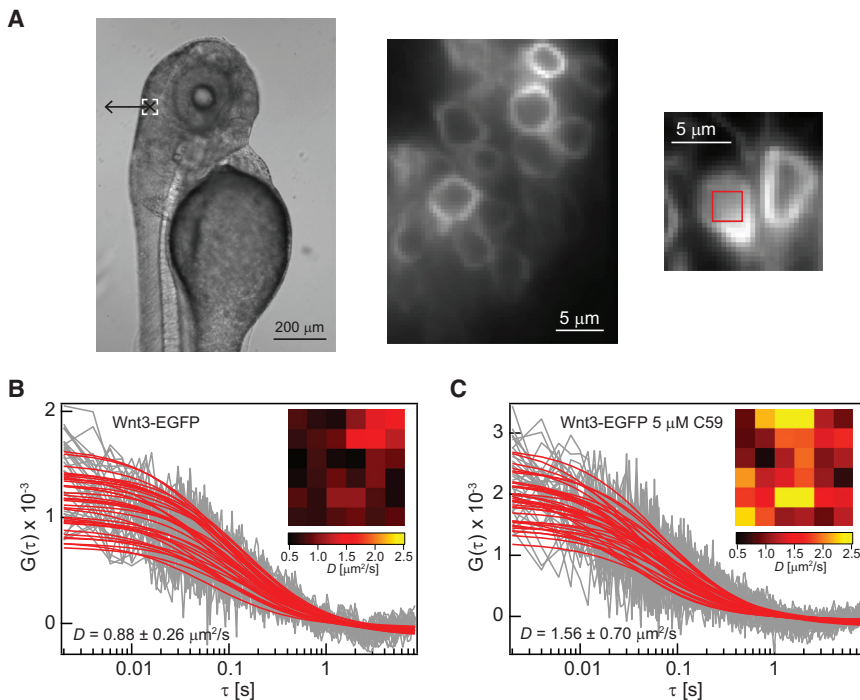 A
200 μm
5 μm
5 μm
B
Wnt3-EGFP
2
1
0
G(τ) x 10⁻³
0.5 1.0 1.5 2.0 2.5
D [μm²/s]
D = 0.88 ± 0.26 μm²/s
0.01 0.1 1
τ [s]
C
Wnt3-EGFP 5 μM C59
3
2
1
0
G(τ) x 10⁻³
0.5 1.0 1.5 2.0 2.5
D [μm²/s]
D = 1.56 ± 0.70 μm²/s
0.01 0.1 1
τ [s]